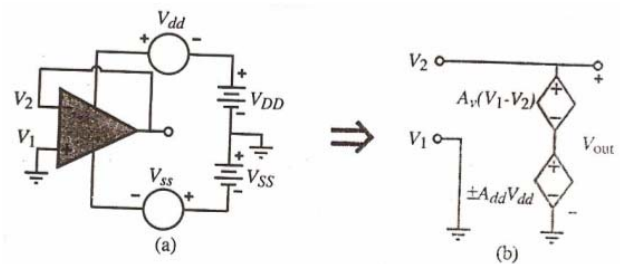 V_dd
+ -
V_2
V_1
+
V_DD
+
-
V_SS
+
-
V_ss
- +
(a)
V_2
+
A_v(V_1-V_2)
+
-
V_1
V_out
±A_dd V_dd
+
-
-
(b)